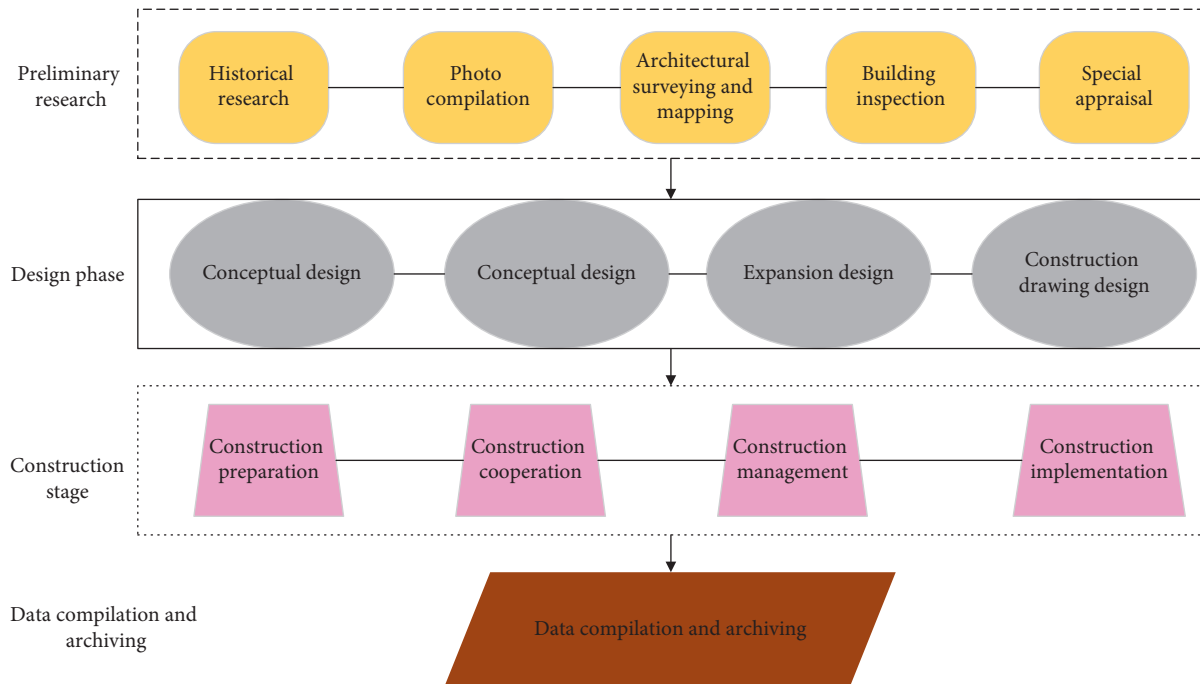 Preliminary
research
Historical
research
Photo
compilation
Architectural
surveying and
mapping
Building
inspection
Special
appraisal
Design phase
Conceptual design
Conceptual design
Expansion design
Construction
drawing design
Construction
stage
Construction
preparation
Construction
cooperation
Construction
management
Construction
implementation
Data compilation and
archiving
Data compilation and archiving